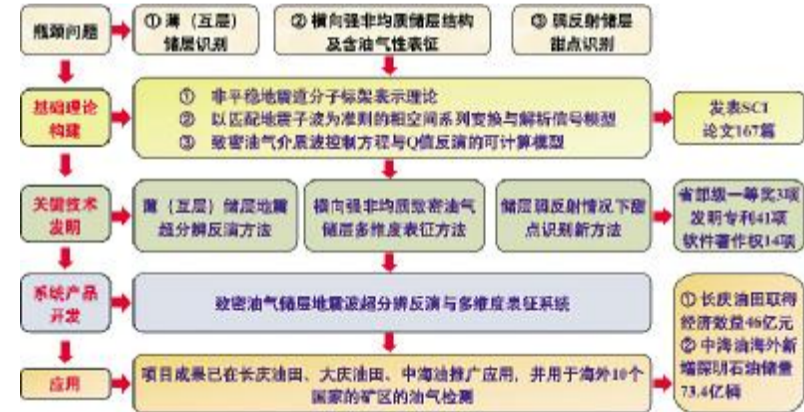 瓶颈问题
① 薄（互层）
储层识别
② 横向强非均质储层结构
及含油气性表征
③ 弱反射储层
甜点识别
基础理论
构建
① 非平稳地震道分子标架表示理论
② 以匹配地震子波为准则的相空间系列变换与解析信号模型
③ 致密油气介质波控制方程与Q值反演的可计算模型
发表SCI
论文167篇
关键技术
发明
薄（互层）储层地震
超分辨反演方法
横向强非均质致密油气
储层多维度表征方法
储层弱反射情况下甜
点识别新方法
省部级一等奖3项
发明专利41项
软件著作权14项
系统产品
开发
致密油气储层地震波超分辨反演与多维度表征系统
① 长庆油田取得
经济效益46亿元
② 中海油海外新
增探明石油储量
73.4亿桶
应用
项目成果已在长庆油田、大庆油田、中海油推广应用，并用于海外10个
国家的矿区的油气检测